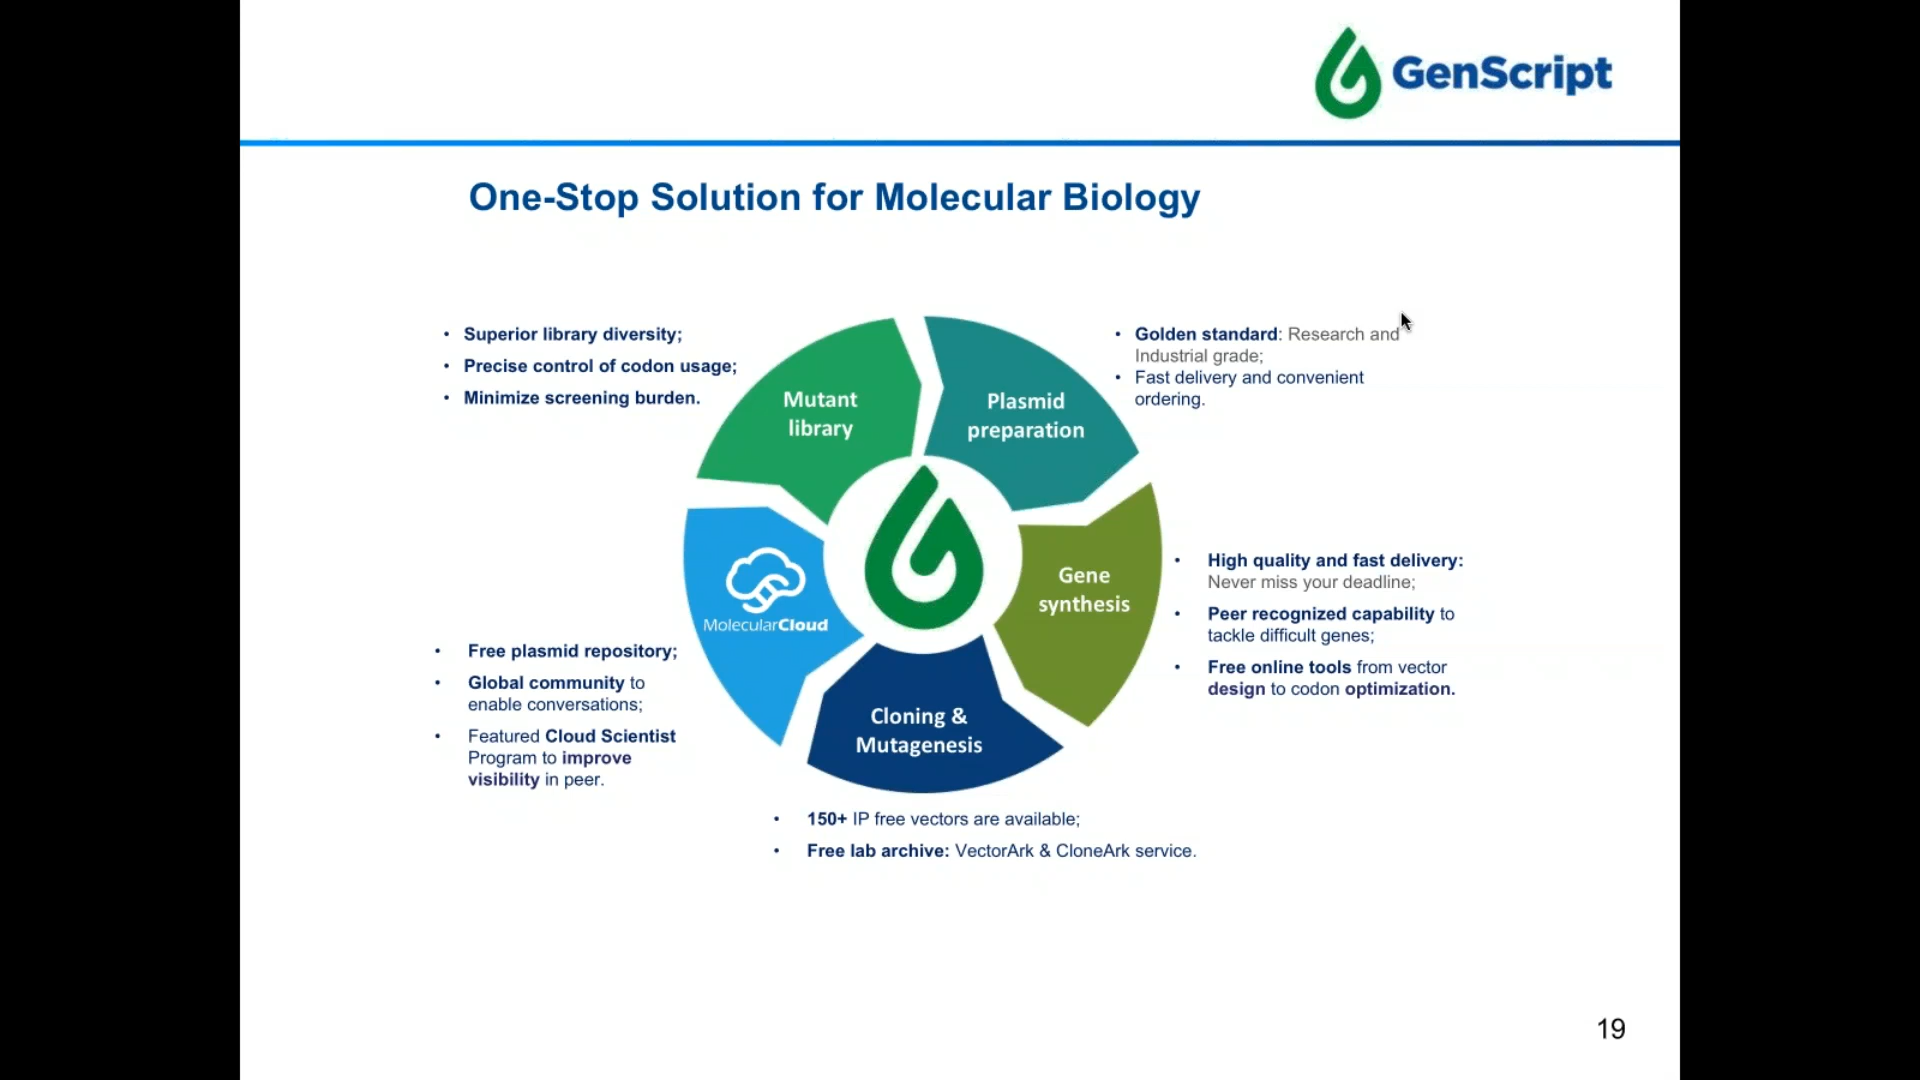 GenScript
One-Stop Solution for Molecular Biology
• Superior library diversity;
• Precise control of codon usage;
• Minimize screening burden.
Mutant
library
Plasmid
preparation
• Golden standard: Research and
Industrial grade;
• Fast delivery and convenient
ordering.
Gene
synthesis
• High quality and fast delivery:
Never miss your deadline;
• Peer recognized capability to
tackle difficult genes;
• Free online tools from vector
design to codon optimization.
MolecularCloud
• Free plasmid repository;
• Global community to
enable conversations;
• Featured Cloud Scientist
Program to improve
visibility in peer.
Cloning &
Mutagenesis
• 150+ IP free vectors are available;
• Free lab archive: VectorArk & CloneArk service.
19